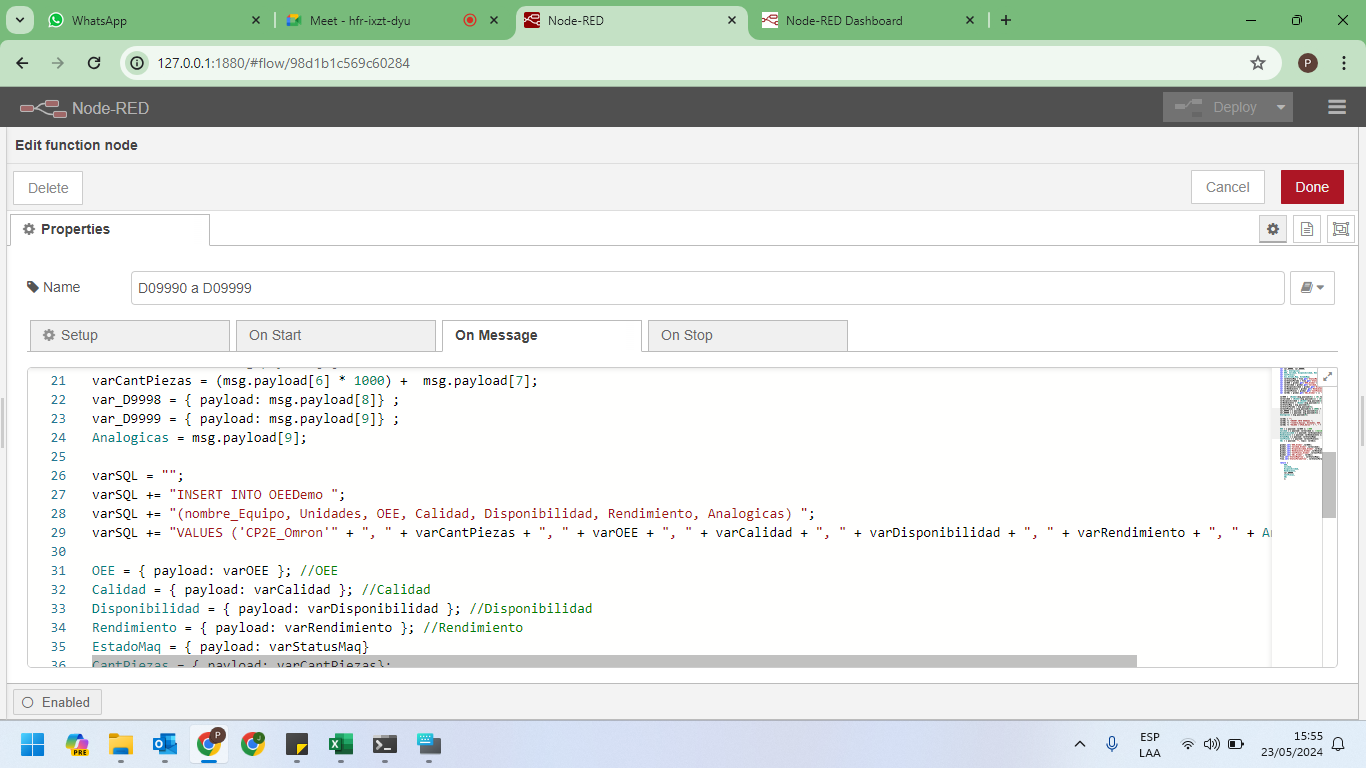 WhatsApp
Meet - hfr-ixzt-dyu
Node-RED
Node-RED Dashboard
127.0.0.1:1880/#flow/98d1b1c569c60284
P
Node-RED
Deploy
Edit function node
Delete
Cancel
Done
Properties
Name
D09990 a D09999
Setup
On Start
On Message
On Stop
21 varCantPiezas = (msg.payload[6] * 1000) +  msg.payload[7];
22 var_D9998 = { payload: msg.payload[8]} ;
23 var_D9999 = { payload: msg.payload[9]} ;
24 Analogicas = msg.payload[9];
25
26 varSQL = "";
27 varSQL += "INSERT INTO OEEDemo ";
28 varSQL += "(nombre_Equipo, Unidades, OEE, Calidad, Disponibilidad, Rendimiento, Analogicas) ";
29 varSQL += "VALUES ('CP2E_Omron'" + ", " + varCantPiezas + ", " + varOEE + ", " + varCalidad + ", " + varDisponibilidad + ", " + varRendimiento + ", " +
30
31 OEE = { payload: varOEE }; //OEE
32 Calidad = { payload: varCalidad }; //Calidad
33 Disponibilidad = { payload: varDisponibilidad }; //Disponibilidad
34 Rendimiento = { payload: varRendimiento }; //Rendimiento
35 EstadoMaq = { payload: varStatusMaq}
36 CantPiezas = { payload: varCantPiezas};
Enabled
PRE
P
ESP
LAA
15:55
23/05/2024